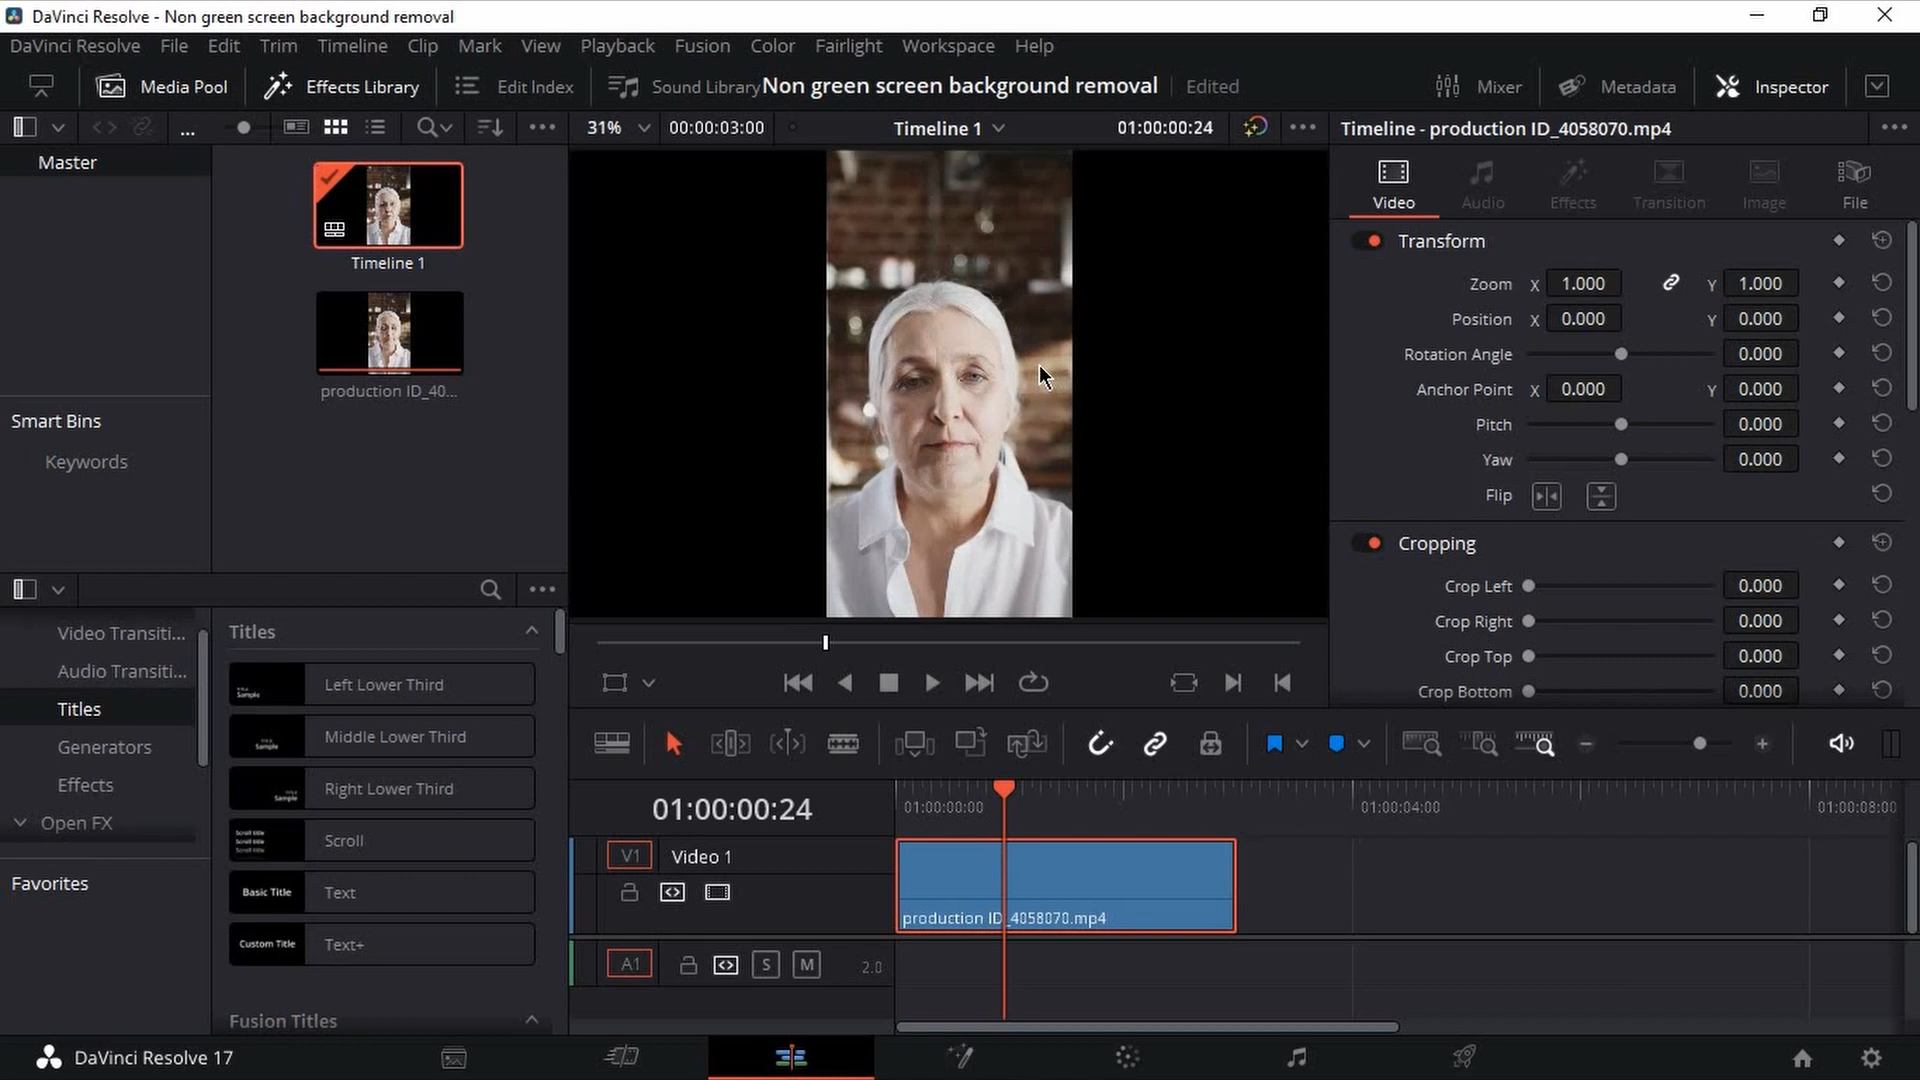 DaVinci Resolve - Non green screen background removal
DaVinci Resolve File Edit Trim Timeline Clip Mark View Playback Fusion Color Fairlight Workspace Help
Media Pool Effects Library Edit Index Sound Library Non green screen background removal Edited Mixer Metadata Inspector
... 31% 00:00:03:00 Timeline 1 01:00:00:24 Timeline - production ID_4058070.mp4
Master
Timeline 1
production ID_40...
Smart Bins
Keywords
Video Audio Effects Transition Image File
Transform
Zoom X 1.000 Y 1.000
Position X 0.000 Y 0.000
Rotation Angle 0.000
Anchor Point X 0.000 Y 0.000
Pitch 0.000
Yaw 0.000
Flip
Cropping
Crop Left 0.000
Crop Right 0.000
Crop Top 0.000
Crop Bottom 0.000
Video Transiti...
Audio Transiti...
Titles
Generators
Effects
Open FX
Favorites
Titles
Sample Left Lower Third
Sample Middle Lower Third
Sample Right Lower Third
Scroll
Basic Title Text
Custom Title Text+
Fusion Titles
01:00:00:24 01:00:00:00 01:00:04:00 01:00:08:00
V1 Video 1
production ID_4058070.mp4
A1 S M 2.0
DaVinci Resolve 17